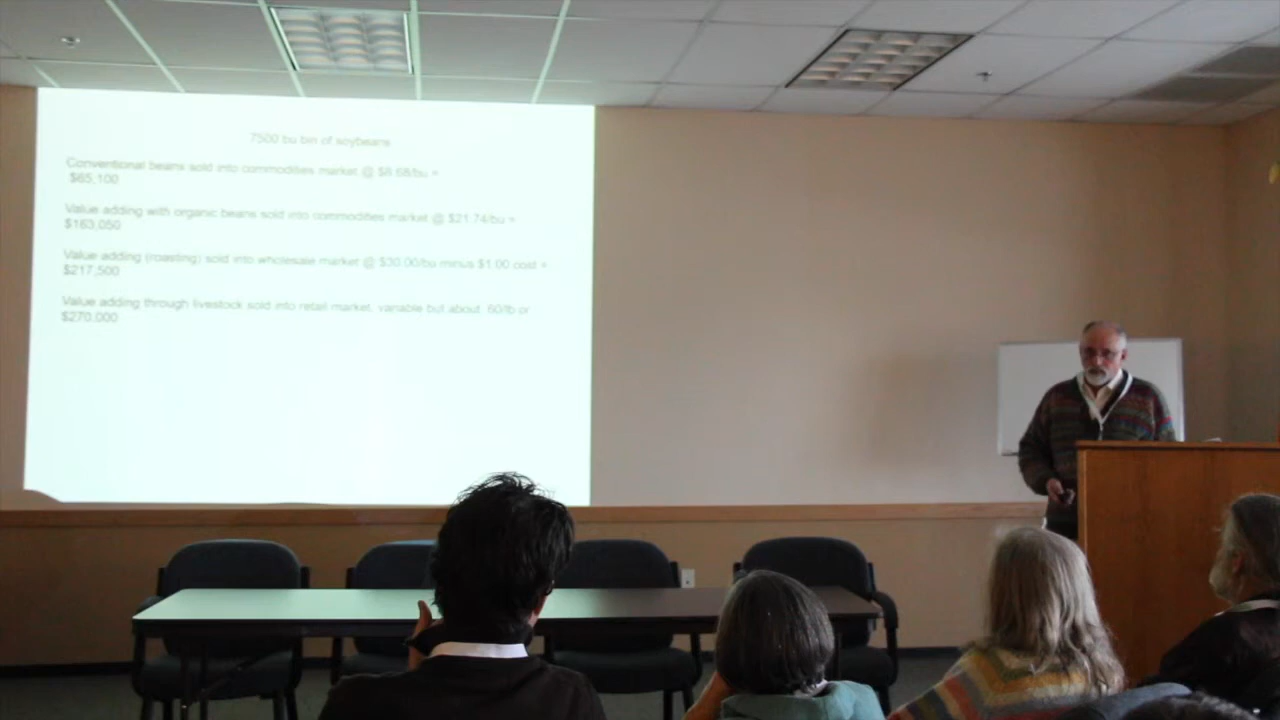 7500 bu bin of soybeans
Conventional beans sold into commodities market @ $8.68/bu =
$65,100
Value adding with organic beans sold into commodities market @ $21.74/bu =
$163,050
Value adding (roasting) sold into wholesale market @ $30.00/bu minus $1.00 cost =
$217,500
Value adding through livestock sold into retail market, variable but about .60/lb or
$270,000